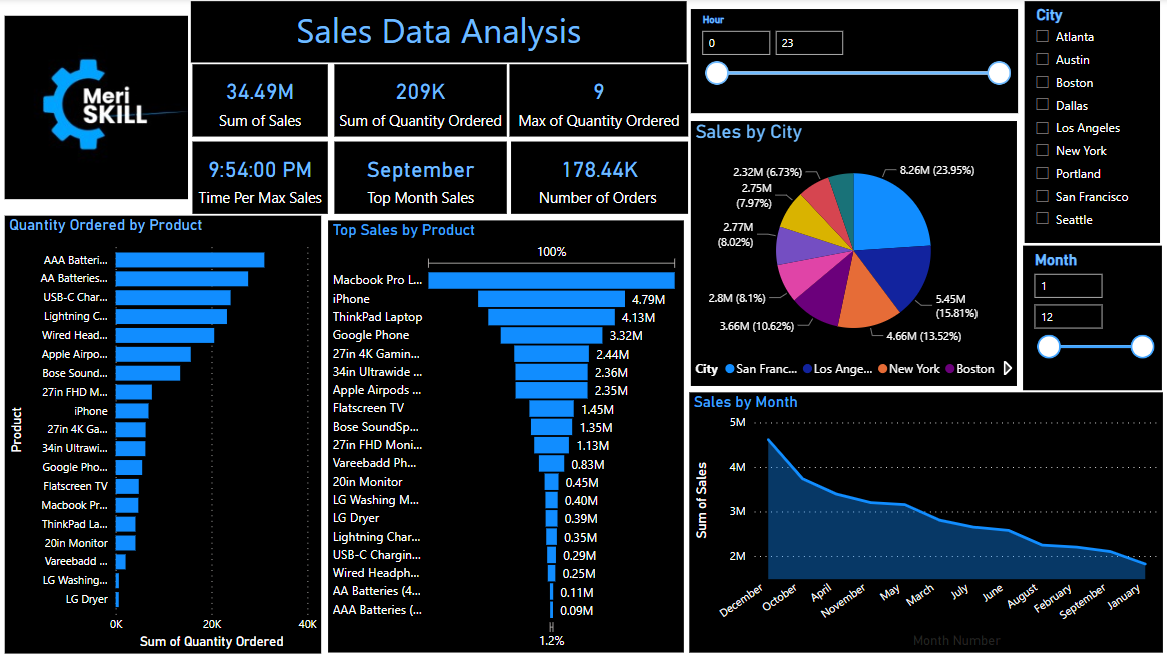 Meri
SKILL
Sales Data Analysis
34.49M
Sum of Sales
209K
Sum of Quantity Ordered
9
Max of Quantity Ordered
9:54:00 PM
Time Per Max Sales
September
Top Month Sales
178.44K
Number of Orders
Hour
0
23
City
Atlanta
Austin
Boston
Dallas
Los Angeles
New York
Portland
San Francisco
Seattle
Month
1
12
Sales by City
8.26M (23.95%)
5.45M
(15.81%)
4.66M (13.52%)
3.66M (10.62%)
2.8M (8.1%)
2.77M
(8.02%)
2.75M
(7.97%)
2.32M (6.73%)
City San Franc... Los Ange... New York Boston
Quantity Ordered by Product
Product
AAA Batteri...
AA Batteries...
USB-C Char...
Lightning C...
Wired Head...
Apple Airpo...
Bose Sound...
27in FHD M...
iPhone
27in 4K Ga...
34in Ultrawi...
Google Pho...
Flatscreen TV
Macbook Pr...
ThinkPad La...
20in Monitor
Vareebadd ...
LG Washing...
LG Dryer
0K 20K 40K
Sum of Quantity Ordered
Top Sales by Product
100%
Macbook Pro L...
iPhone 4.79M
ThinkPad Laptop 4.13M
Google Phone 3.32M
27in 4K Gamin... 2.44M
34in Ultrawide ... 2.36M
Apple Airpods ... 2.35M
Flatscreen TV 1.45M
Bose SoundSp... 1.35M
27in FHD Moni... 1.13M
Vareebadd Ph... 0.83M
20in Monitor 0.45M
LG Washing M... 0.40M
LG Dryer 0.39M
Lightning Char... 0.35M
USB-C Chargin... 0.29M
Wired Headph... 0.25M
AA Batteries (4... 0.11M
AAA Batteries (... 0.09M
1.2%
Sales by Month
Sum of Sales
5M
4M
3M
2M
December October April November May March July June August February September January
Month Number